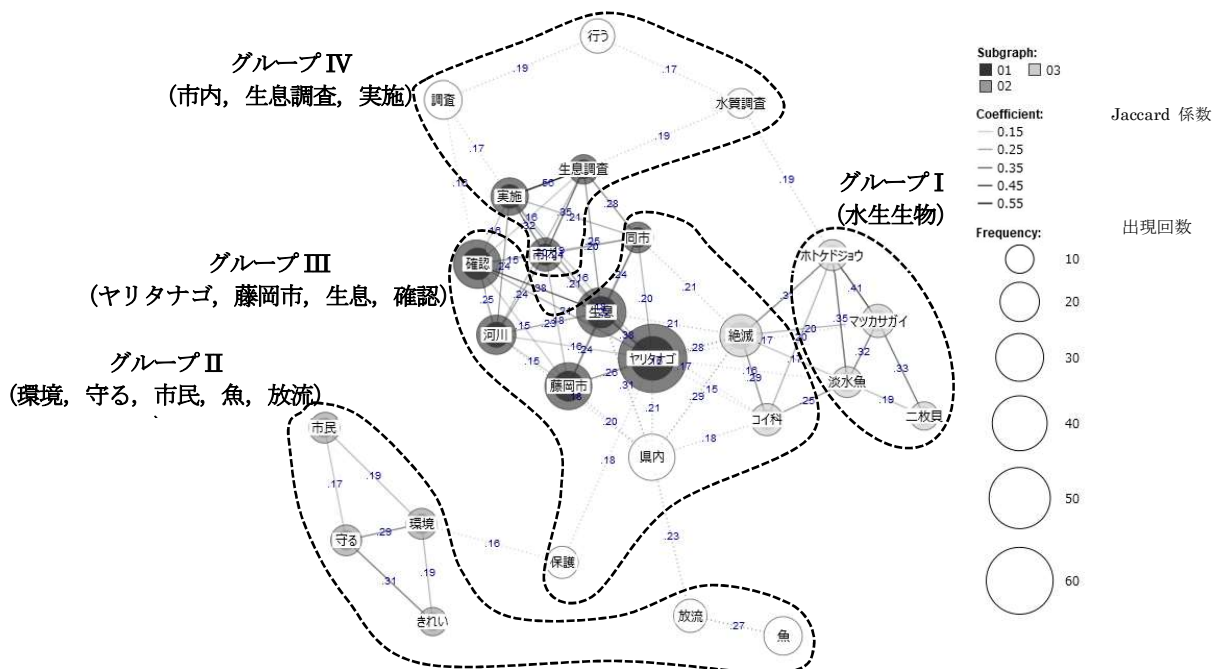 グループⅣ
(市内, 生息調査, 実施)
グループⅠ
(水生生物)
グループⅢ
(ヤリタナゴ, 藤岡市, 生息, 確認)
グループⅡ
(環境, 守る, 市民, 魚, 放流)
行う
調査
水質調査
生息調査
実施
同市
市内
確認
ホトケドジョウ
マツカサガイ
生息
河川
絶滅
ヤリタナゴ
藤岡市
淡水魚
二枚貝
コイ科
県内
市民
環境
守る
保護
きれい
放流
魚
.19
.17
.17
.19
.19
.28
.41
.35
.32
.33
.19
.25
.29
.18
.21
.20
.21
.28
.15
.29
.31
.20
.18
.23
.16
.19
.17
.29
.31
.19
.27
Subgraph:
01 03
02
Coefficient:
0.15
0.25
0.35
0.45
0.55
Jaccard 係数
Frequency:
出現回数
10
20
30
40
50
60